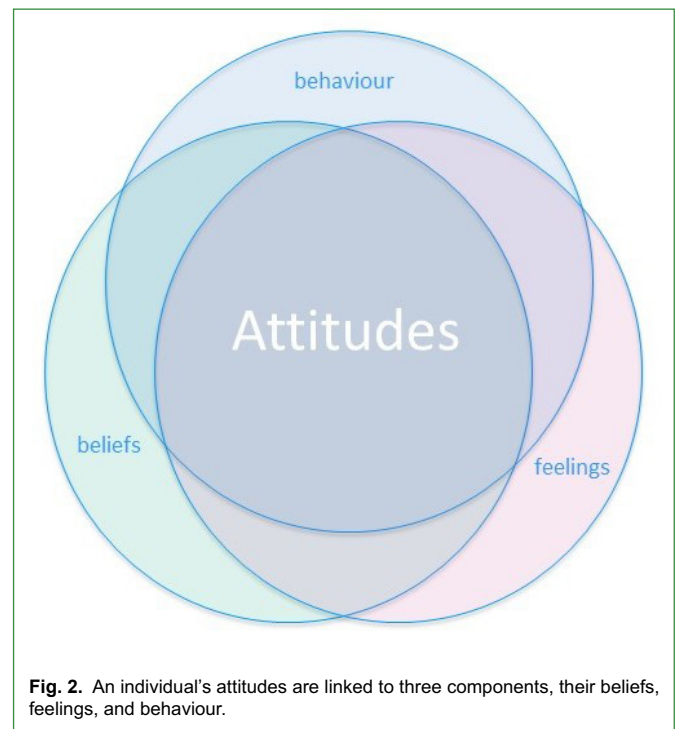 behaviour
Attitudes
beliefs
feelings
Fig. 2. An individual’s attitudes are linked to three components, their beliefs,
feelings, and behaviour.